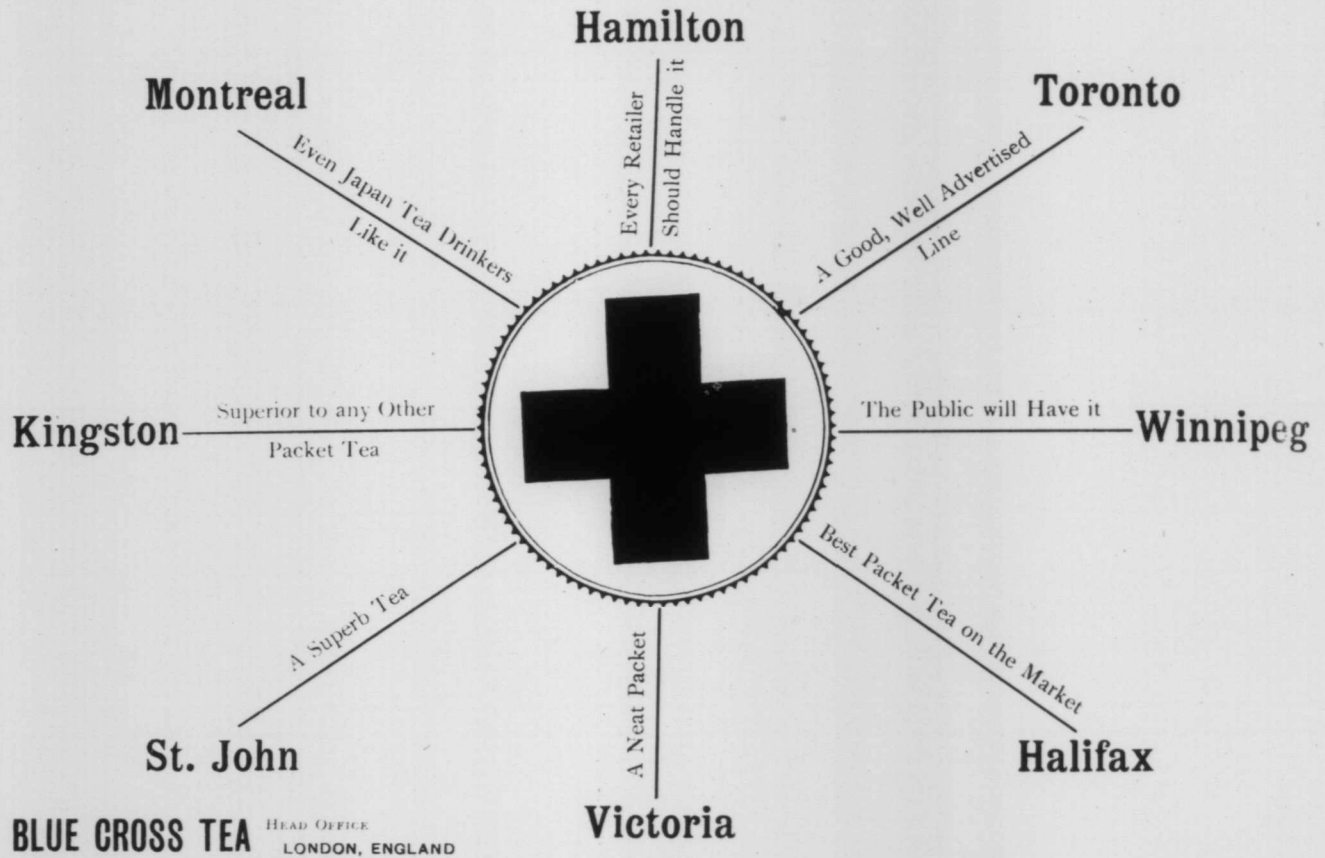 Hamilton
Montreal
Toronto
Every Retailer
Should Handle it
Even Japan Tea Drinkers
Like it
A Good, Well Advertised
Line
Kingston
Superior to any Other
Packet Tea
The Public will Have it
Winnipeg
A Superb Tea
A Neat Packet
Best Packet Tea on the Market
St. John
Victoria
Halifax
BLUE CROSS TEA
HEAD OFFICE
LONDON, ENGLAND